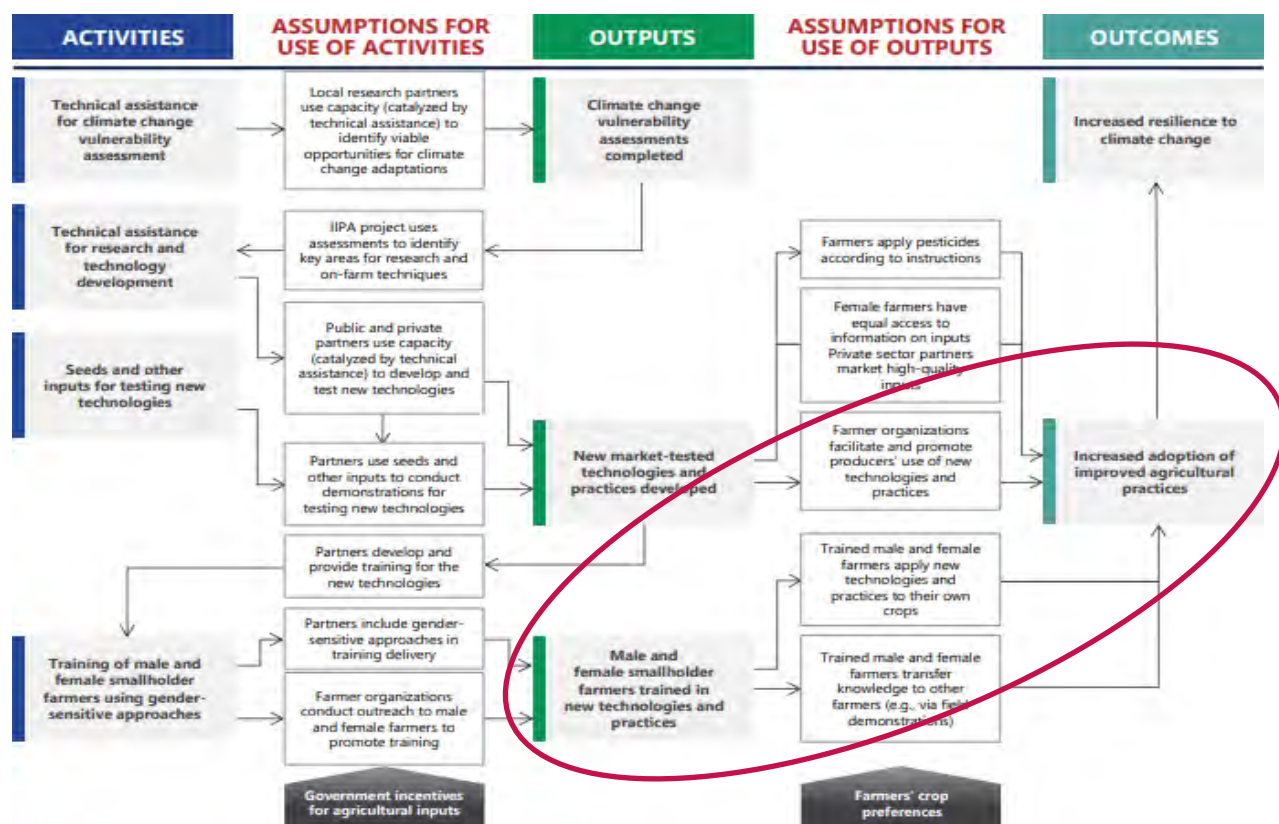 ACTIVITIES
ASSUMPTIONS FOR
USE OF ACTIVITIES
OUTPUTS
ASSUMPTIONS FOR
USE OF OUTPUTS
OUTCOMES
Technical assistance
for climate change
vulnerability
assessment
Local research partners
use capacity (catalyzed by
technical assistance) to
identify viable
opportunities for climate
change adaptations
Climate change
vulnerability
assessments
completed
Increased resilience to
climate change
Technical assistance
for research and
technology
development
IIPA project uses
assessments to identify
key areas for research and
on-farm techniques
Farmers apply pesticides
according to instructions
Seeds and other
inputs for testing new
technologies
Public and private
partners use capacity
(catalyzed by technical
assistance) to develop and
test new technologies
Female farmers have
equal access to
information on inputs
Private sector partners
market high-quality
inputs
Partners use seeds and
other inputs to conduct
demonstrations for
testing new technologies
New market-tested
technologies and
practices developed
Farmer organizations
facilitate and promote
producers' use of new
technologies and
practices
Increased adoption of
improved agricultural
practices
Partners develop and
provide training for the
new technologies
Trained male and female
farmers apply new
technologies and
practices to their own
crops
Training of male and
female smallholder
farmers using gender-
sensitive approaches
Partners include gender-
sensitive approaches in
training delivery
Farmer organizations
conduct outreach to male
and female farmers to
promote training
Male and
female smallholder
farmers trained in
new technologies and
practices
Trained male and female
farmers transfer
knowledge to other
farmers (e.g., via field
demonstrations)
Government incentives
for agricultural inputs
Farmers' crop
preferences